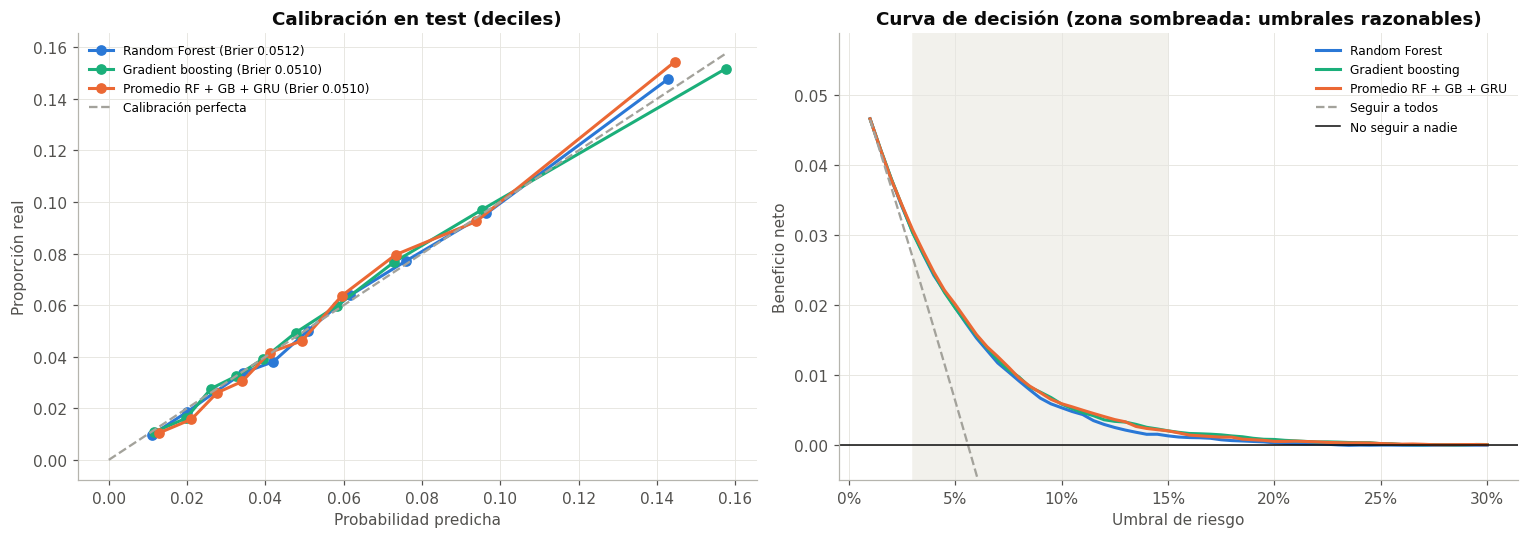 Calibración en test (deciles)
Random Forest (Brier 0.0512)
Gradient boosting (Brier 0.0510)
Promedio RF + GB + GRU (Brier 0.0510)
Calibración perfecta
Proporción real
0.16
0.14
0.12
0.10
0.08
0.06
0.04
0.02
0.00
0.00 0.02 0.04 0.06 0.08 0.10 0.12 0.14 0.16
Probabilidad predicha
Curva de decisión (zona sombreada: umbrales razonables)
Random Forest
Gradient boosting
Promedio RF + GB + GRU
Seguir a todos
No seguir a nadie
Beneficio neto
0.05
0.04
0.03
0.02
0.01
0.00
0% 5% 10% 15% 20% 25% 30%
Umbral de riesgo